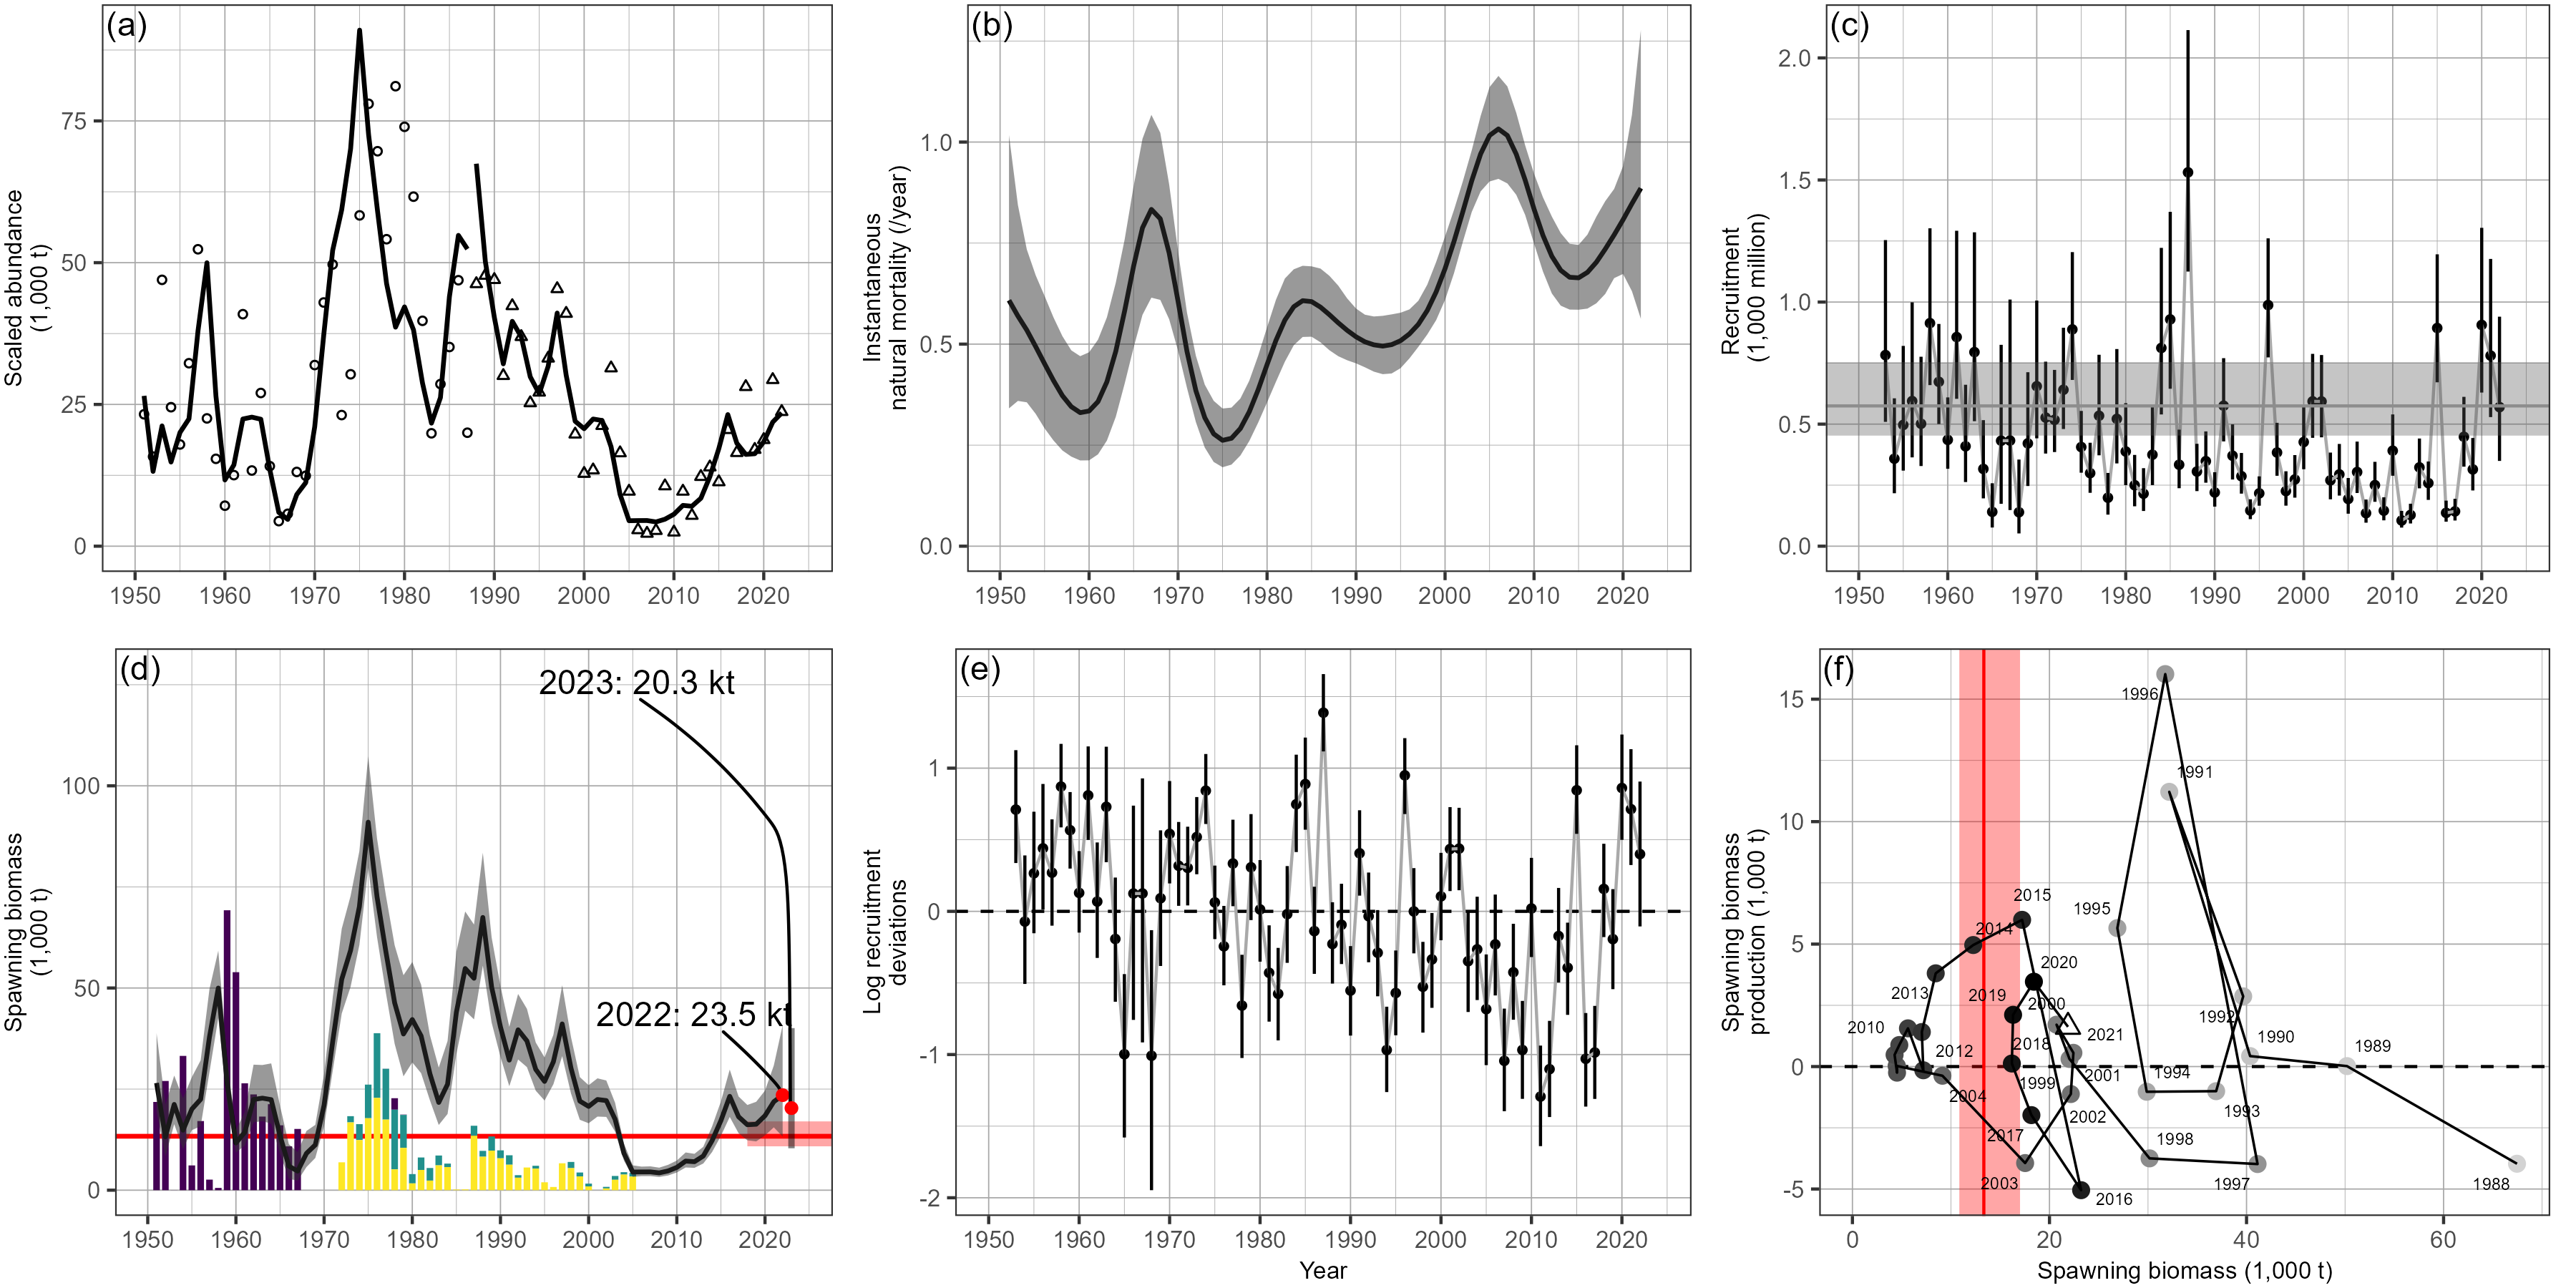 (a)
Scaled abundance
(1,000 t)
75
50
25
0
1950 1960 1970 1980 1990 2000 2010 2020
(b)
Instantaneous
natural mortality (/year)
1.0
0.5
0.0
1950 1960 1970 1980 1990 2000 2010 2020
(c)
Recruitment
(1,000 million)
2.0
1.5
1.0
0.5
0.0
1950 1960 1970 1980 1990 2000 2010 2020
(d)
Spawning biomass
(1,000 t)
100
50
0
2023: 20.3 kt
2022: 23.5 kt
1950 1960 1970 1980 1990 2000 2010 2020
(e)
Log recruitment
deviations
1
0
-1
-2
1950 1960 1970 1980 1990 2000 2010 2020
Year
(f)
Spawning biomass
production (1,000 t)
15
10
5
0
-5
1996
1991
2015
1995
2014
2020
2013
2019
2000
1992
2010
2021
1990
1989
2012
2018
1994
2001
1999
2004
2002
1993
2017
1998
2003
1997
1988
2016
0 20 40 60
Spawning biomass (1,000 t)